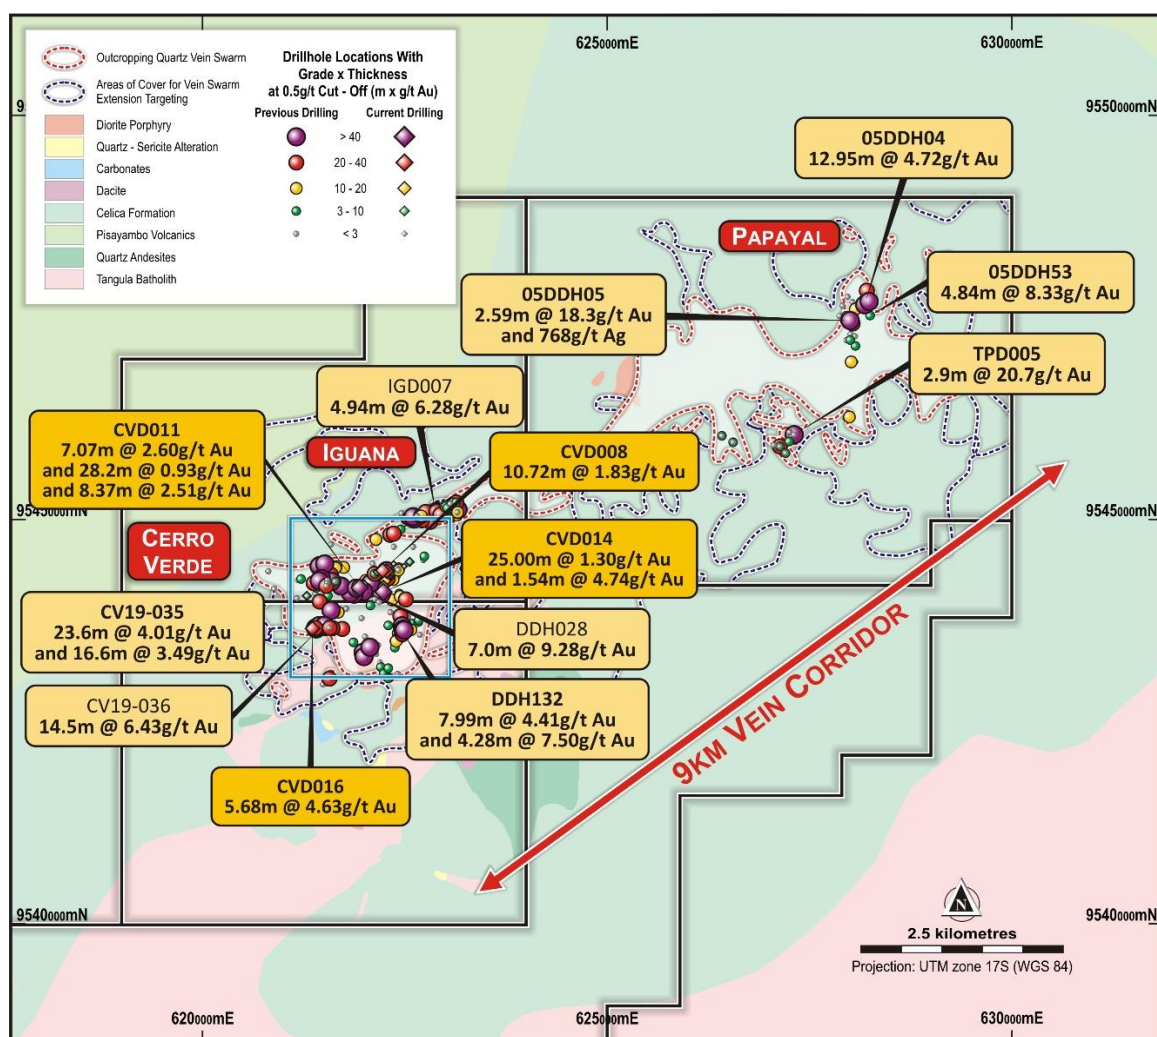 625000mE
630000mE
Outcropping Quartz Vein Swarm
Areas of Cover for Vein Swarm
Extension Targeting
Diorite Porphyry
Quartz - Sericite Alteration
Carbonates
Dacite
Celica Formation
Pisayambo Volcanics
Quartz Andesites
Tangula Batholith
Drillhole Locations With
Grade x Thickness
at 0.5g/t Cut - Off (m x g/t Au)
Previous Drilling
Current Drilling
> 40
20 - 40
10 - 20
3 - 10
< 3
9550000mN
05DDH04
12.95m @ 4.72g/t Au
PAPAYAL
05DDH53
4.84m @ 8.33g/t Au
05DDH05
2.59m @ 18.3g/t Au
and 768g/t Ag
TPD005
2.9m @ 20.7g/t Au
IGD007
4.94m @ 6.28g/t Au
CVD011
7.07m @ 2.60g/t Au
and 28.2m @ 0.93g/t Au
and 8.37m @ 2.51g/t Au
IGUANA
CVD008
10.72m @ 1.83g/t Au
9545000mN
9545000mN
CERRO
VERDE
CVD014
25.00m @ 1.30g/t Au
and 1.54m @ 4.74g/t Au
CV19-035
23.6m @ 4.01g/t Au
and 16.6m @ 3.49g/t Au
DDH028
7.0m @ 9.28g/t Au
CV19-036
14.5m @ 6.43g/t Au
DDH132
7.99m @ 4.41g/t Au
and 4.28m @ 7.50g/t Au
CVD016
5.68m @ 4.63g/t Au
9KM VEIN CORRIDOR
9540000mN
9540000mN
N
2.5 kilometres
Projection: UTM zone 17S (WGS 84)
620000mE
625000mE
630000mE